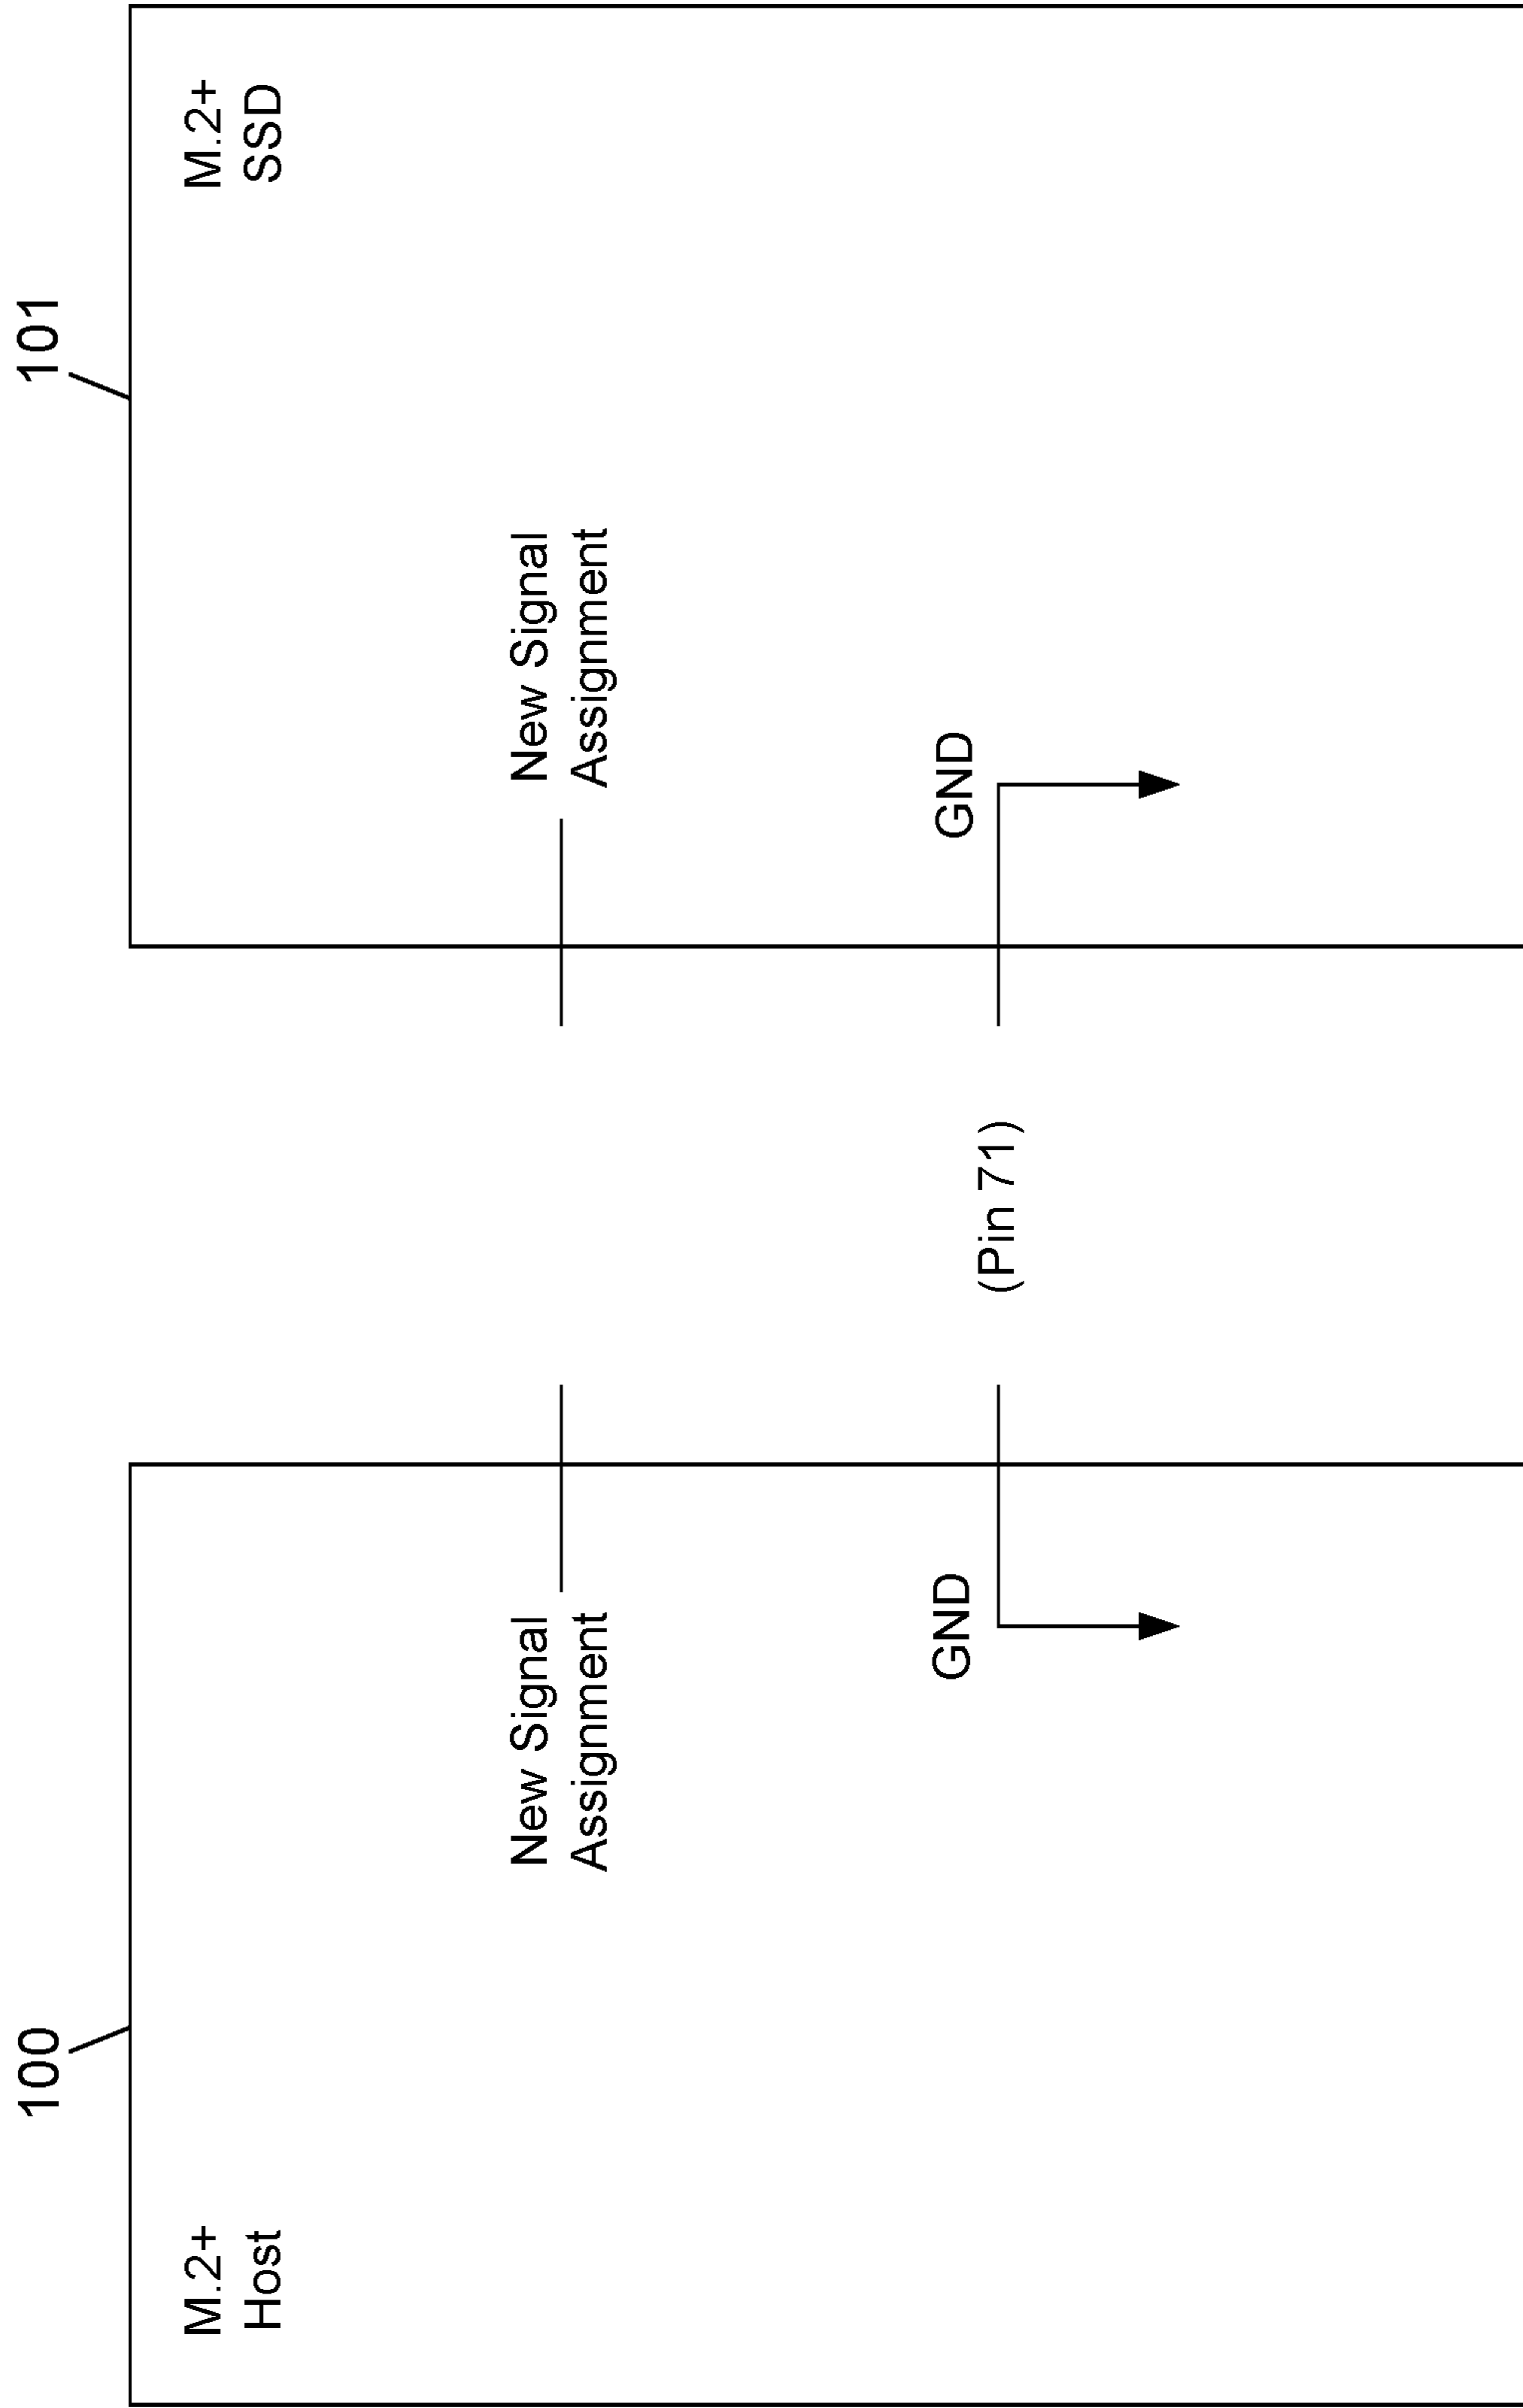 100
101
M.2+
Host
M.2+
SSD
New Signal
Assignment
New Signal
Assignment
GND
(Pin 71)
GND